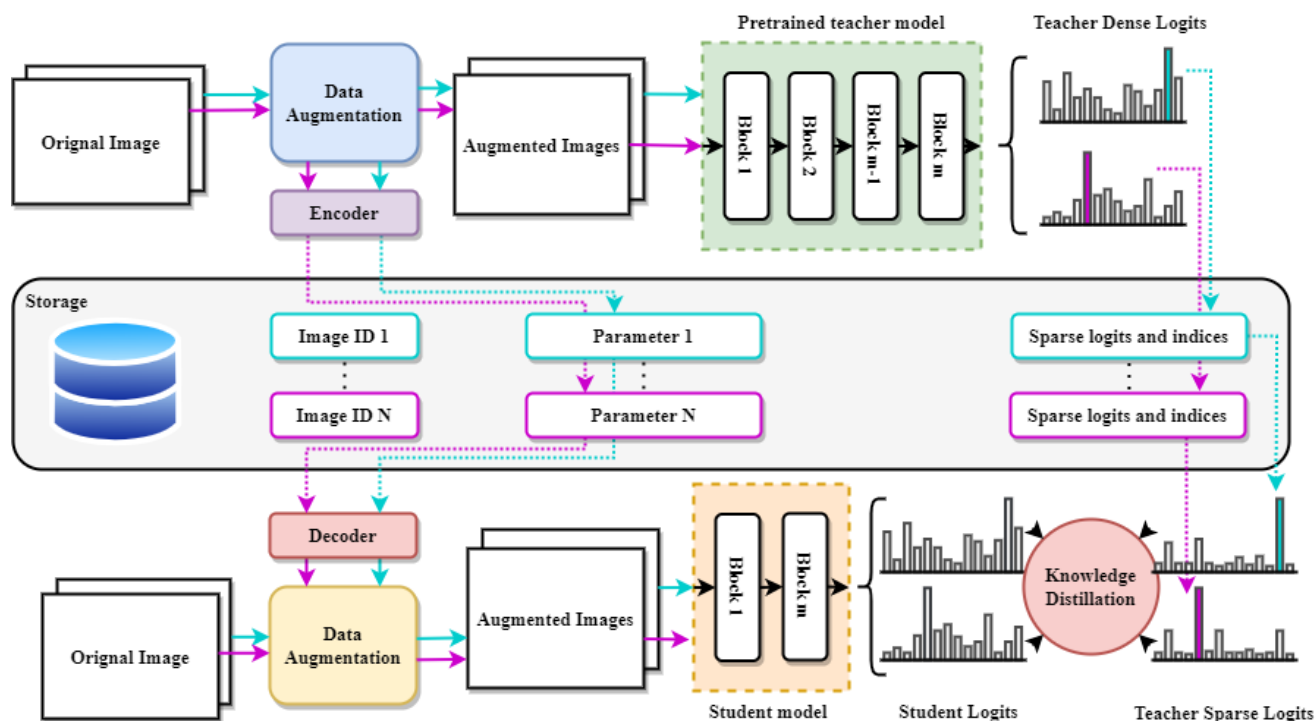 Pretrained teacher model
Teacher Dense Logits
Data
Augmentation
Orignal Image
Augmented Images
Block 1
Block 2
Block m-1
Block m
Encoder
Storage
Image ID 1
Parameter 1
Sparse logits and indices
Image ID N
Parameter N
Sparse logits and indices
Decoder
Data
Augmentation
Orignal Image
Augmented Images
Block 1
Block m
Knowledge
Distillation
Student model
Student Logits
Teacher Sparse Logits